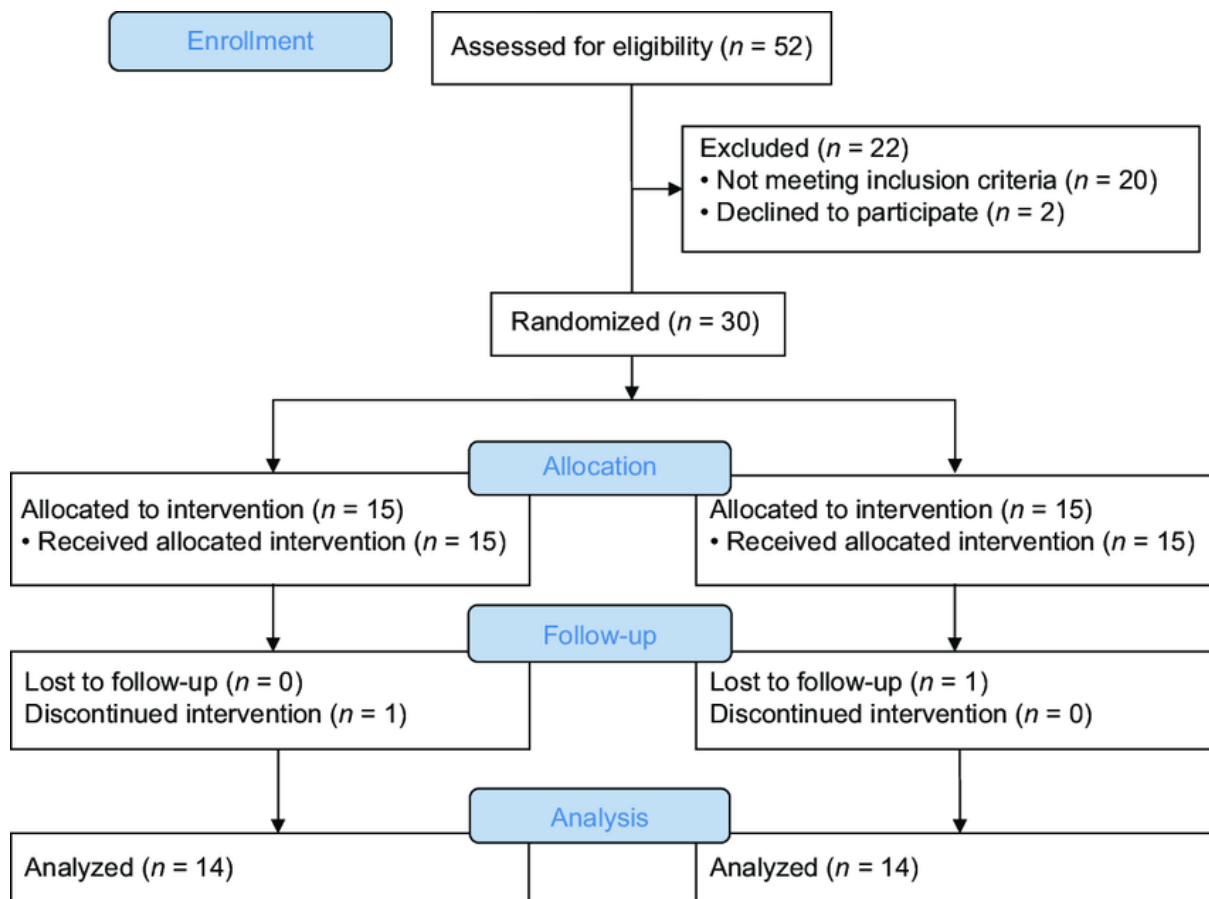 Enrollment
Assessed for eligibility (n = 52)
Excluded (n = 22)
• Not meeting inclusion criteria (n = 20)
• Declined to participate (n = 2)
Randomized (n = 30)
Allocation
Allocated to intervention (n = 15)
• Received allocated intervention (n = 15)
Allocated to intervention (n = 15)
• Received allocated intervention (n = 15)
Follow-up
Lost to follow-up (n = 0)
Discontinued intervention (n = 1)
Lost to follow-up (n = 1)
Discontinued intervention (n = 0)
Analysis
Analyzed (n = 14)
Analyzed (n = 14)